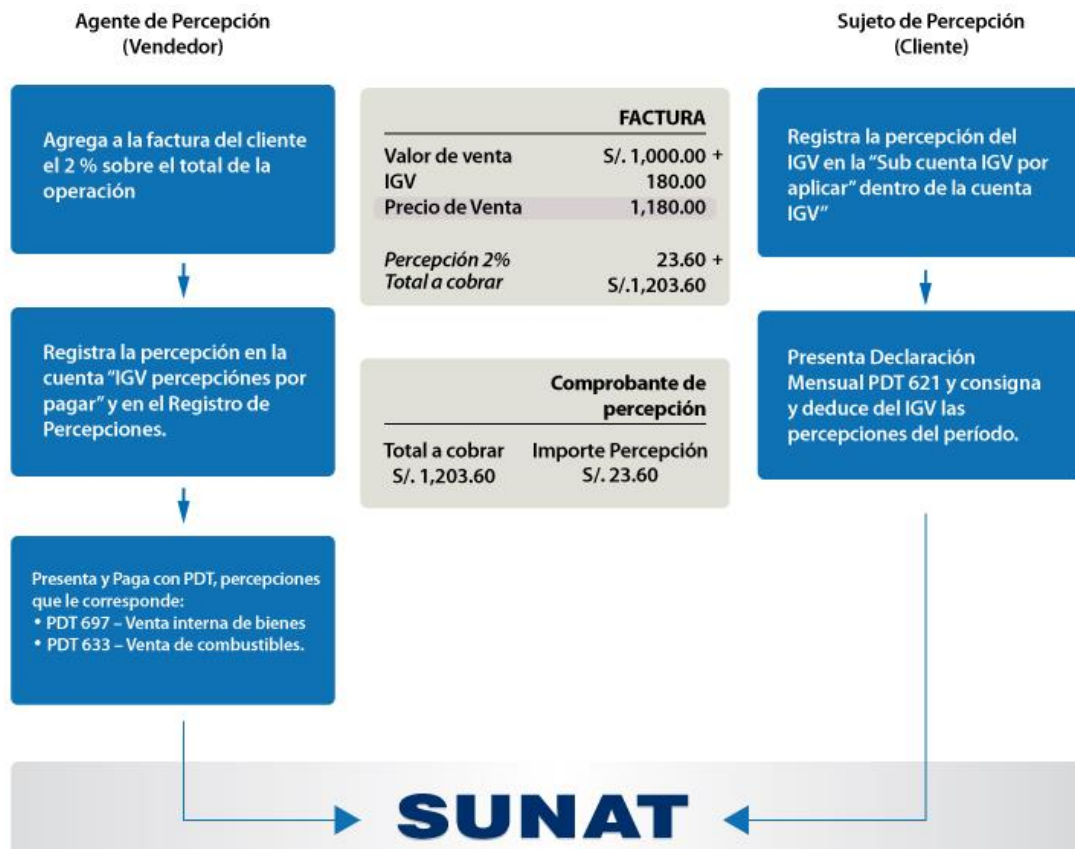 Agente de Percepción
(Vendedor)
Agrega a la factura del cliente
el 2 % sobre el total de la
operación
Registra la percepción en la
cuenta “IGV percepciónes por
pagar” y en el Registro de
Percepciones.
Presenta y Paga con PDT, percepciones
que le corresponde:
• PDT 697 – Venta interna de bienes
• PDT 633 – Venta de combustibles.
FACTURA
Valor de venta S/. 1,000.00 +
IGV 180.00
Precio de Venta 1,180.00
Percepción 2% 23.60 +
Total a cobrar S/.1,203.60
Comprobante de
percepción
Total a cobrar Importe Percepción
S/. 1,203.60 S/. 23.60
Sujeto de Percepción
(Cliente)
Registra la percepción del
IGV en la “Sub cuenta IGV por
aplicar” dentro de la cuenta
IGV”
Presenta Declaración
Mensual PDT 621 y consigna
y deduce del IGV las
percepciones del período.
SUNAT